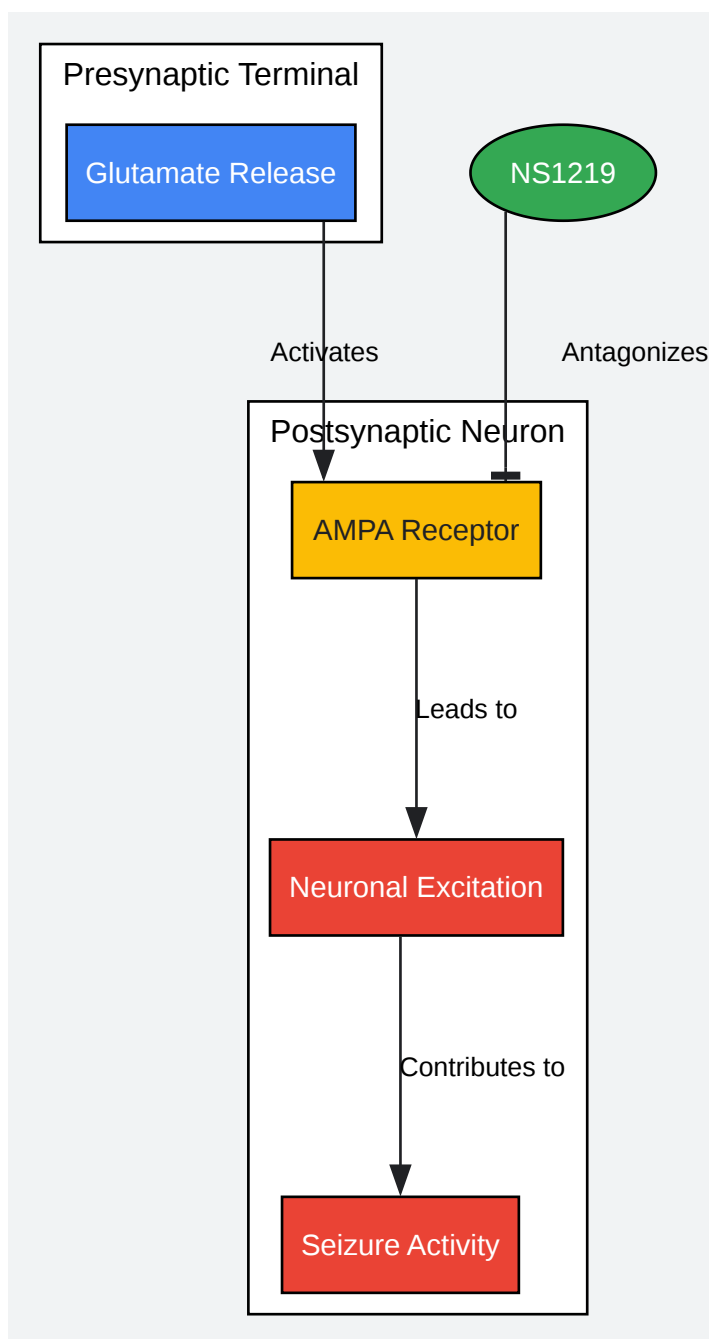 Presynaptic Terminal
Glutamate Release
NS1219
Activates
Antagonizes
Postsynaptic Neuron
AMPA Receptor
Leads to
Neuronal Excitation
Contributes to
Seizure Activity